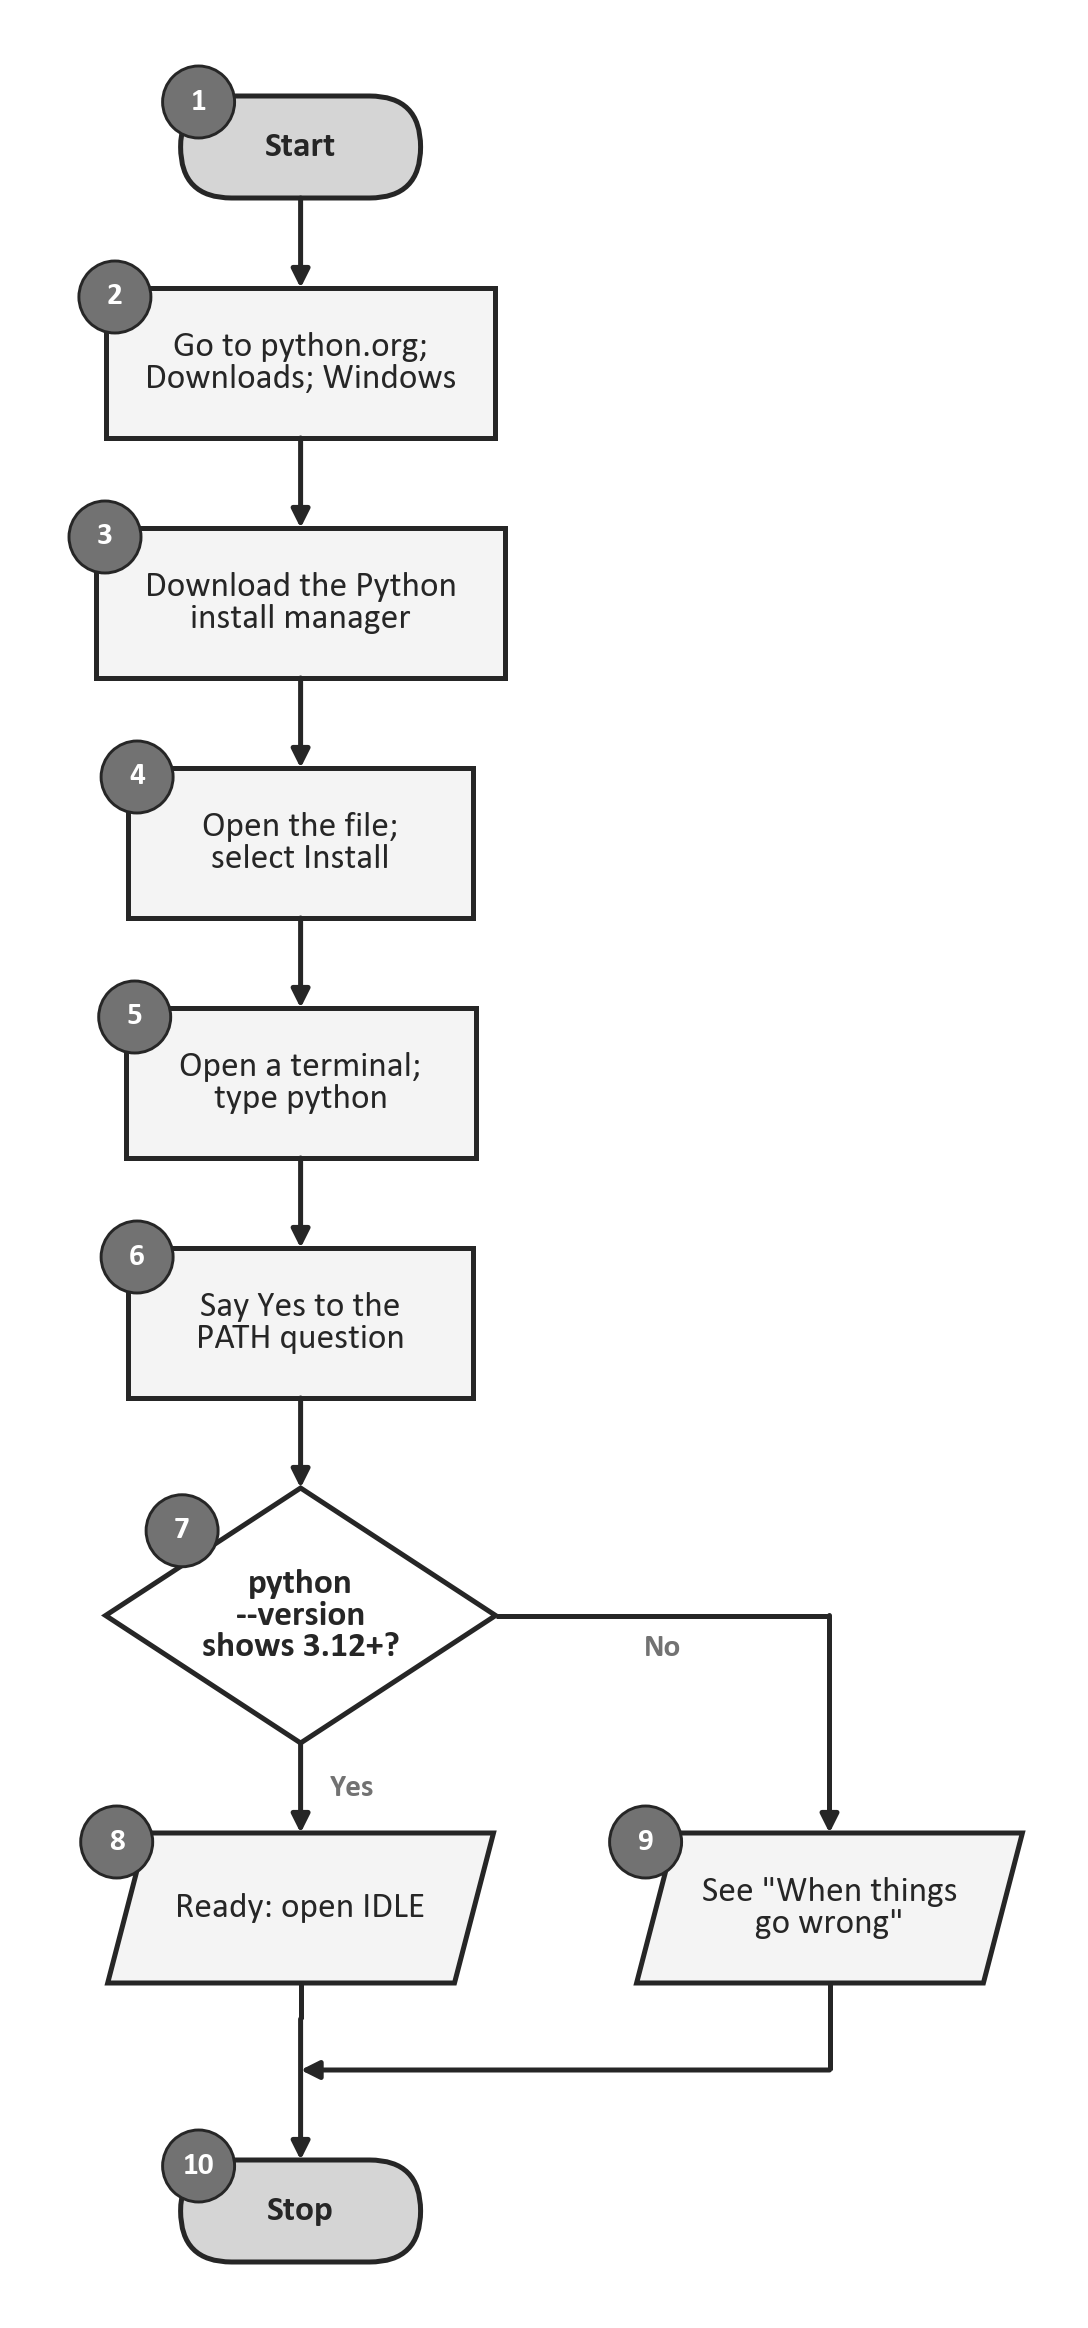 1
Start
2
Go to python.org;
Downloads; Windows
3
Download the Python
install manager
4
Open the file;
select Install
5
Open a terminal;
type python
6
Say Yes to the
PATH question
7
python
--version
shows 3.12+?
No
Yes
8
Ready: open IDLE
9
See "When things
go wrong"
10
Stop